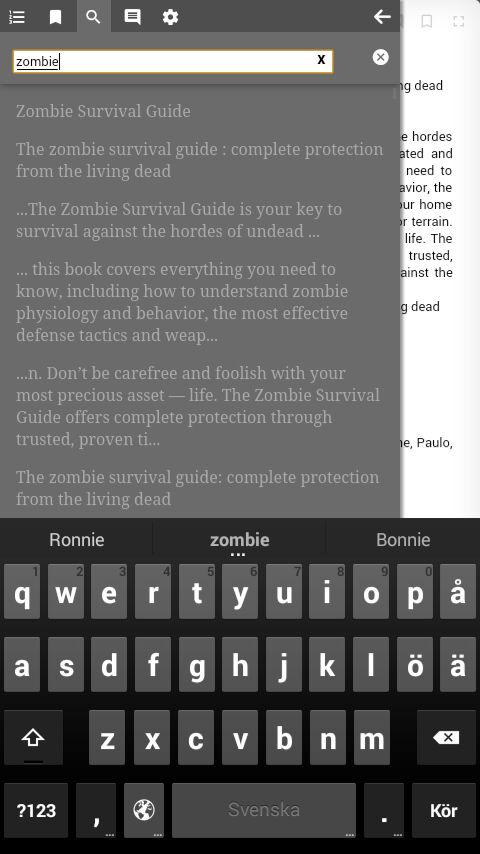 zombie
X
Zombie Survival Guide
The zombie survival guide : complete protection
from the living dead
...The Zombie Survival Guide is your key to
survival against the hordes of undead ...
... this book covers everything you need to
know, including how to understand zombie
physiology and behavior, the most effective
defense tactics and weap...
...n. Don’t be carefree and foolish with your
most precious asset — life. The Zombie Survival
Guide offers complete protection through
trusted, proven ti...
The zombie survival guide: complete protection
from the living dead
ng dead
e hordes
ated and
need to
avior, the
our home
or terrain.
life. The
trusted,
ainst the
g dead
ne, Paulo,
Ronnie zombie Bonnie
1 2 3 4 5 6 7 8 9 0
q w e r t y u i o p å
a s d f g h j k l ö ä
z x c v b n m
?123 , Svenska . Kör